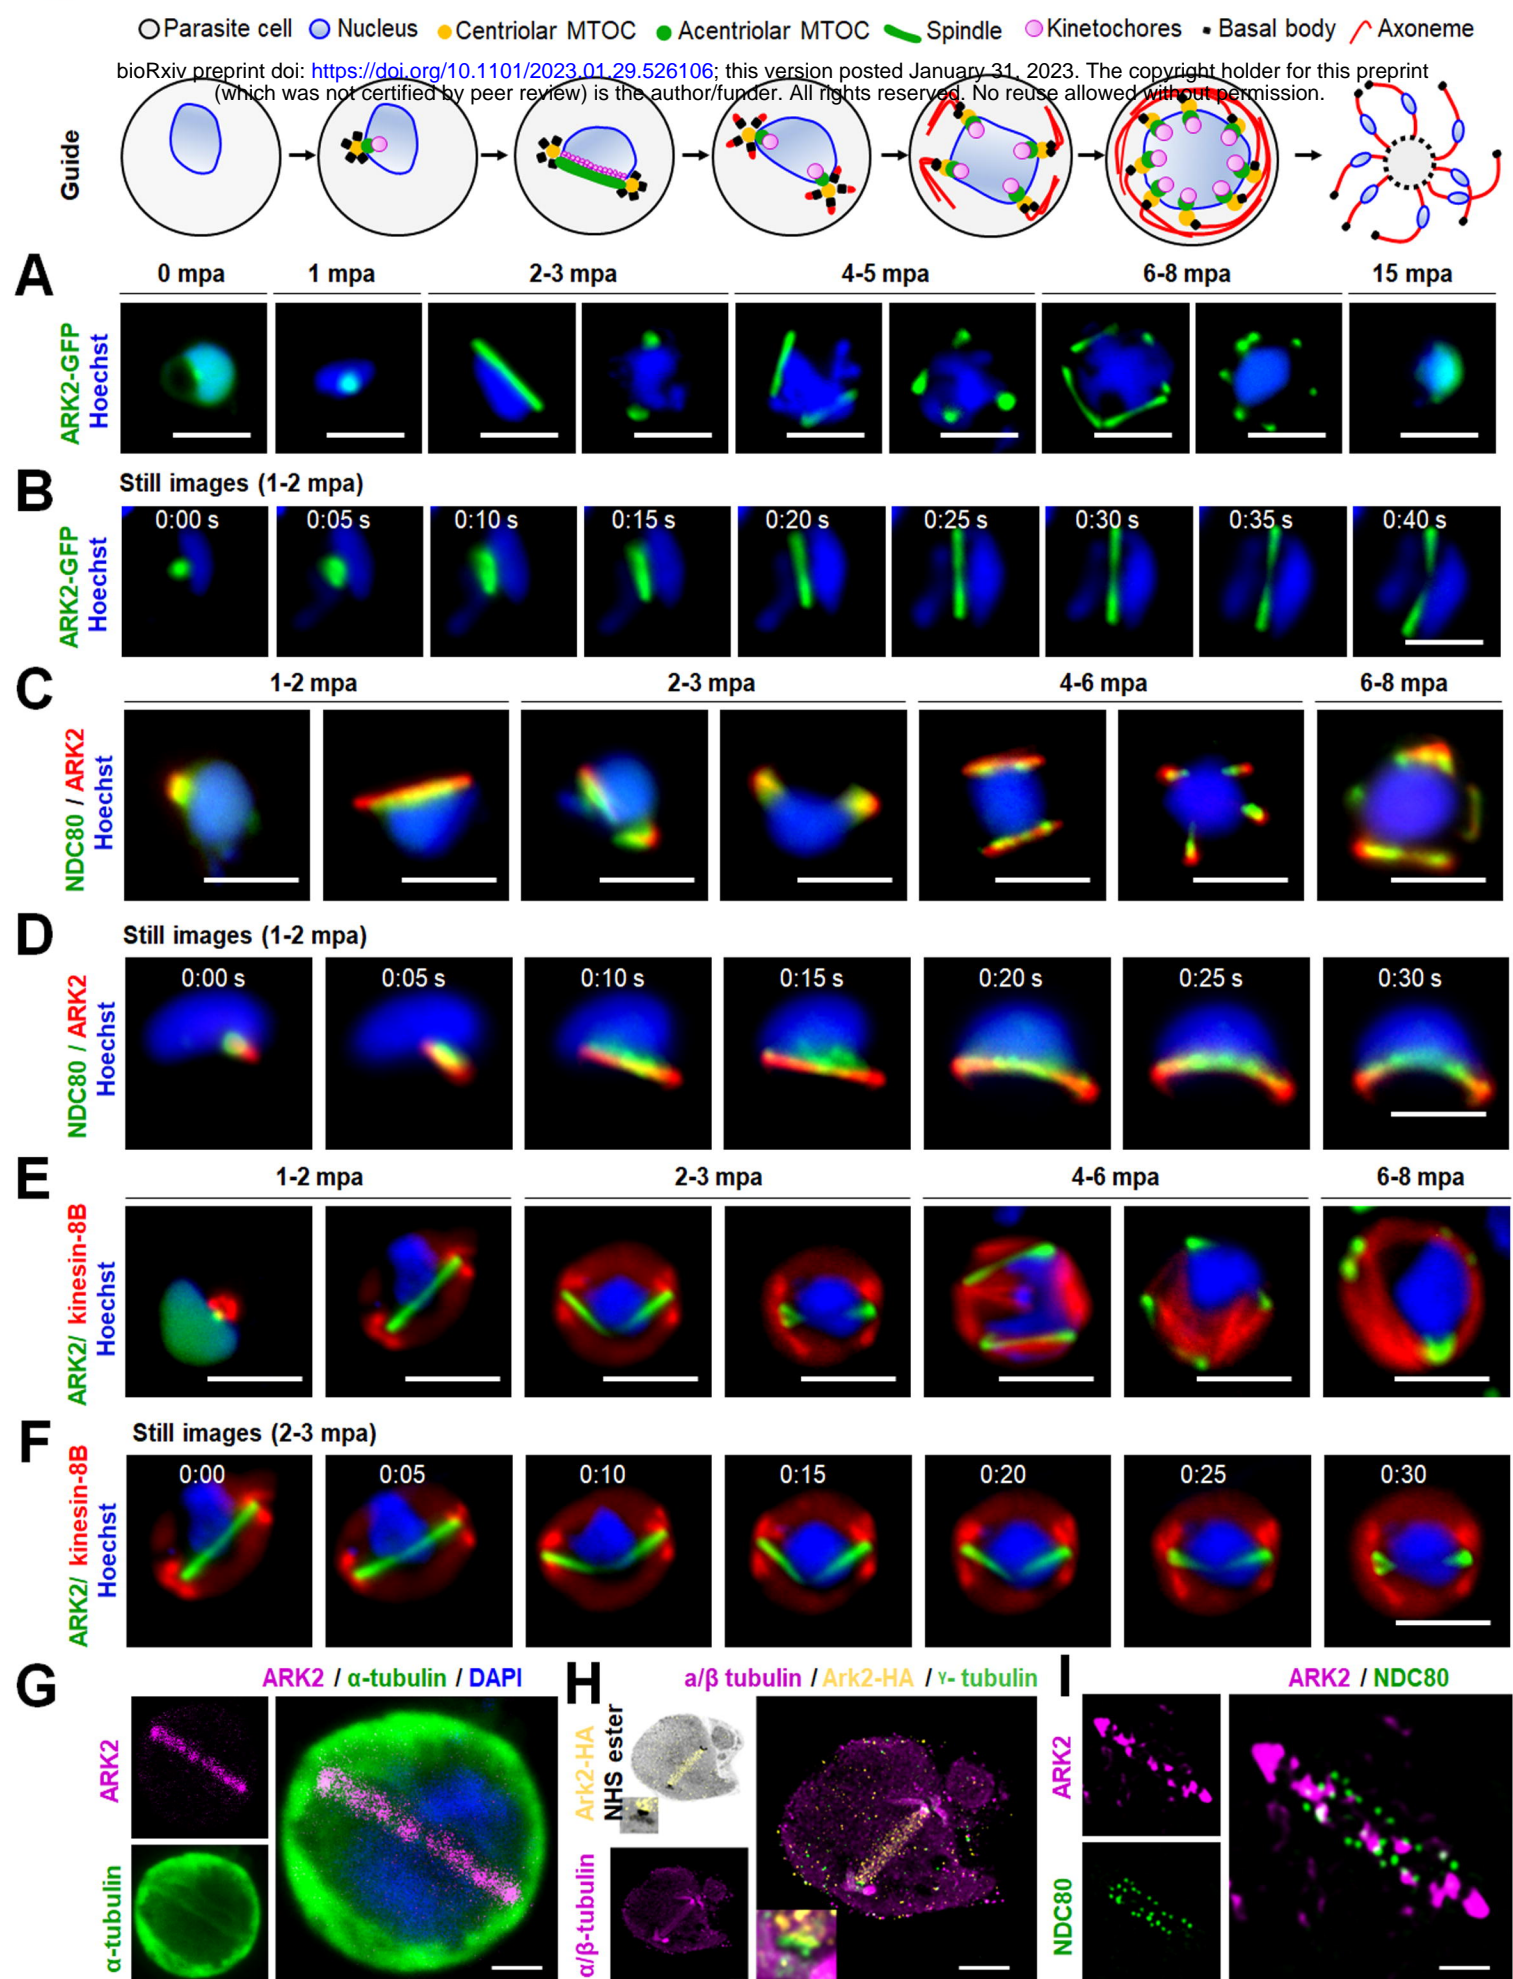 Parasite cell Nucleus Centriolar MTOC Acentriolar MTOC Spindle Kinetochores Basal body Axoneme
bioRxiv preprint doi: https://doi.org/10.1101/2023.01.29.526106; this version posted January 31, 2023. The copyright holder for this preprint
(which was not certified by peer review) is the author/funder. All rights reserved. No reuse allowed without permission.
Guide
A
0 mpa 1 mpa 2-3 mpa 4-5 mpa 6-8 mpa 15 mpa
ARK2-GFP
Hoechst
B
Still images (1-2 mpa)
0:00 s 0:05 s 0:10 s 0:15 s 0:20 s 0:25 s 0:30 s 0:35 s 0:40 s
ARK2-GFP
Hoechst
C
1-2 mpa 2-3 mpa 4-6 mpa 6-8 mpa
NDC80 / ARK2
Hoechst
D
Still images (1-2 mpa)
0:00 s 0:05 s 0:10 s 0:15 s 0:20 s 0:25 s 0:30 s
NDC80 / ARK2
Hoechst
E
1-2 mpa 2-3 mpa 4-6 mpa 6-8 mpa
ARK2/ kinesin-8B
Hoechst
F
Still images (2-3 mpa)
0:00 0:05 0:10 0:15 0:20 0:25 0:30
ARK2/ kinesin-8B
Hoechst
G
ARK2 / α-tubulin / DAPI
ARK2
α-tubulin
H
a/β tubulin / Ark2-HA / γ- tubulin
Ark2-HA
NHS ester
α/β-tubulin
I
ARK2 / NDC80
ARK2
NDC80